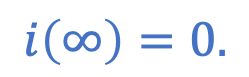 i(∞) = 0.